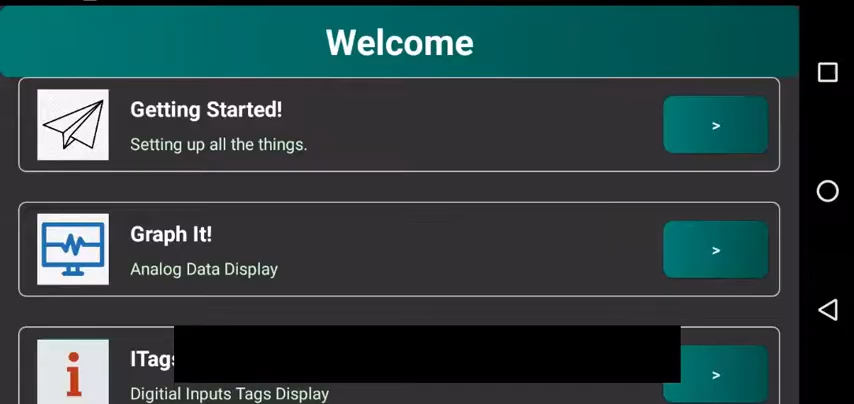 Welcome
Getting Started!
Setting up all the things.
>
Graph It!
Analog Data Display
>
ITags
Digitial Inputs Tags Display
>